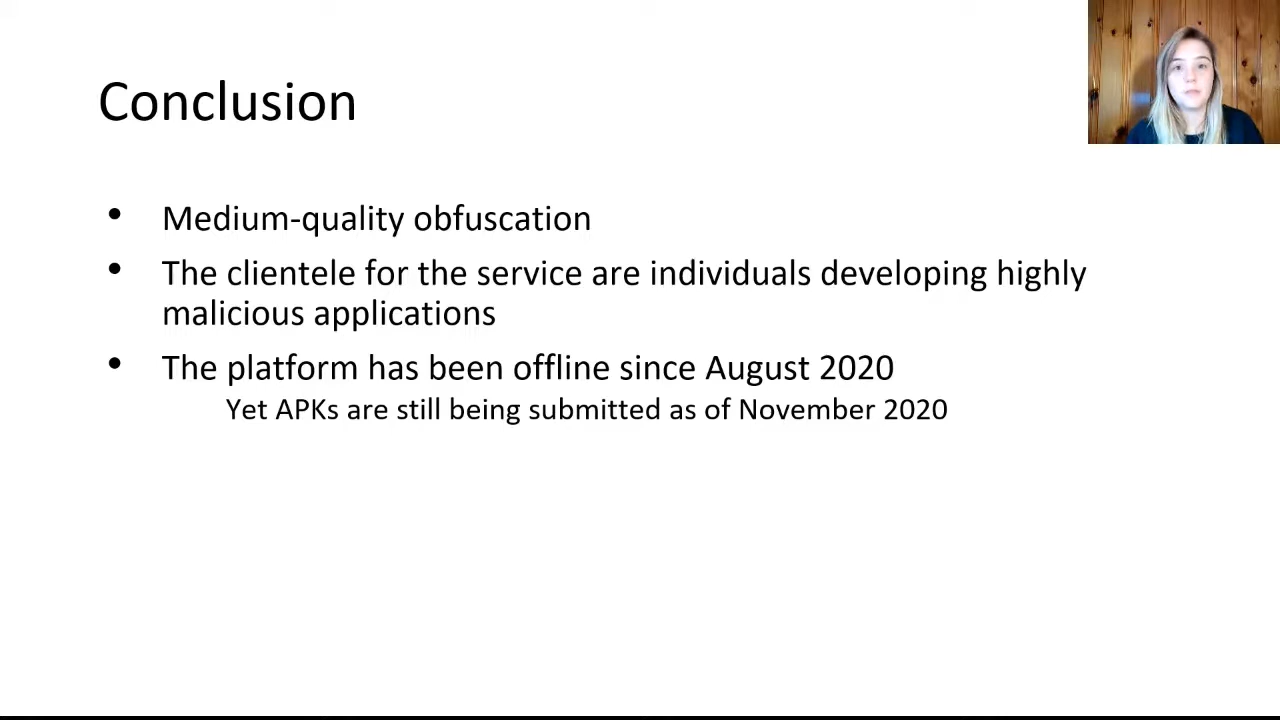 Conclusion
• Medium-quality obfuscation
• The clientele for the service are individuals developing highly
malicious applications
• The platform has been offline since August 2020
Yet APKs are still being submitted as of November 2020